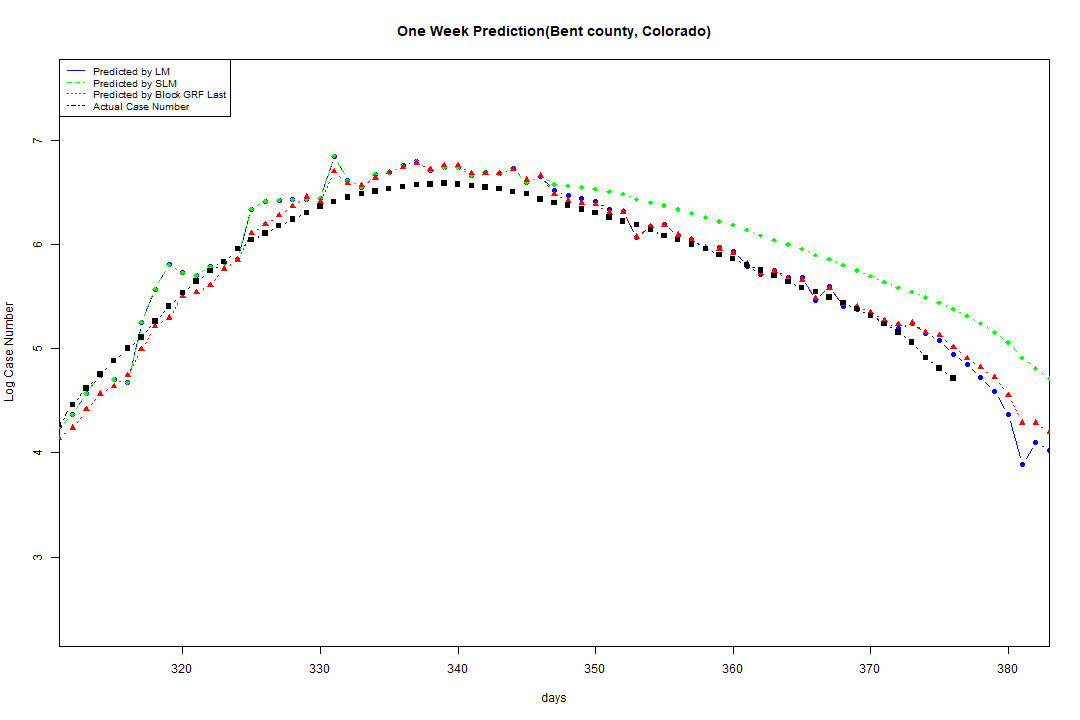 One Week Prediction(Bent county, Colorado)
Predicted by LM
Predicted by SLM
Predicted by Block GRF Last
Actual Case Number
7
6
5
4
3
Log Case Number
320 330 340 350 360 370 380
days